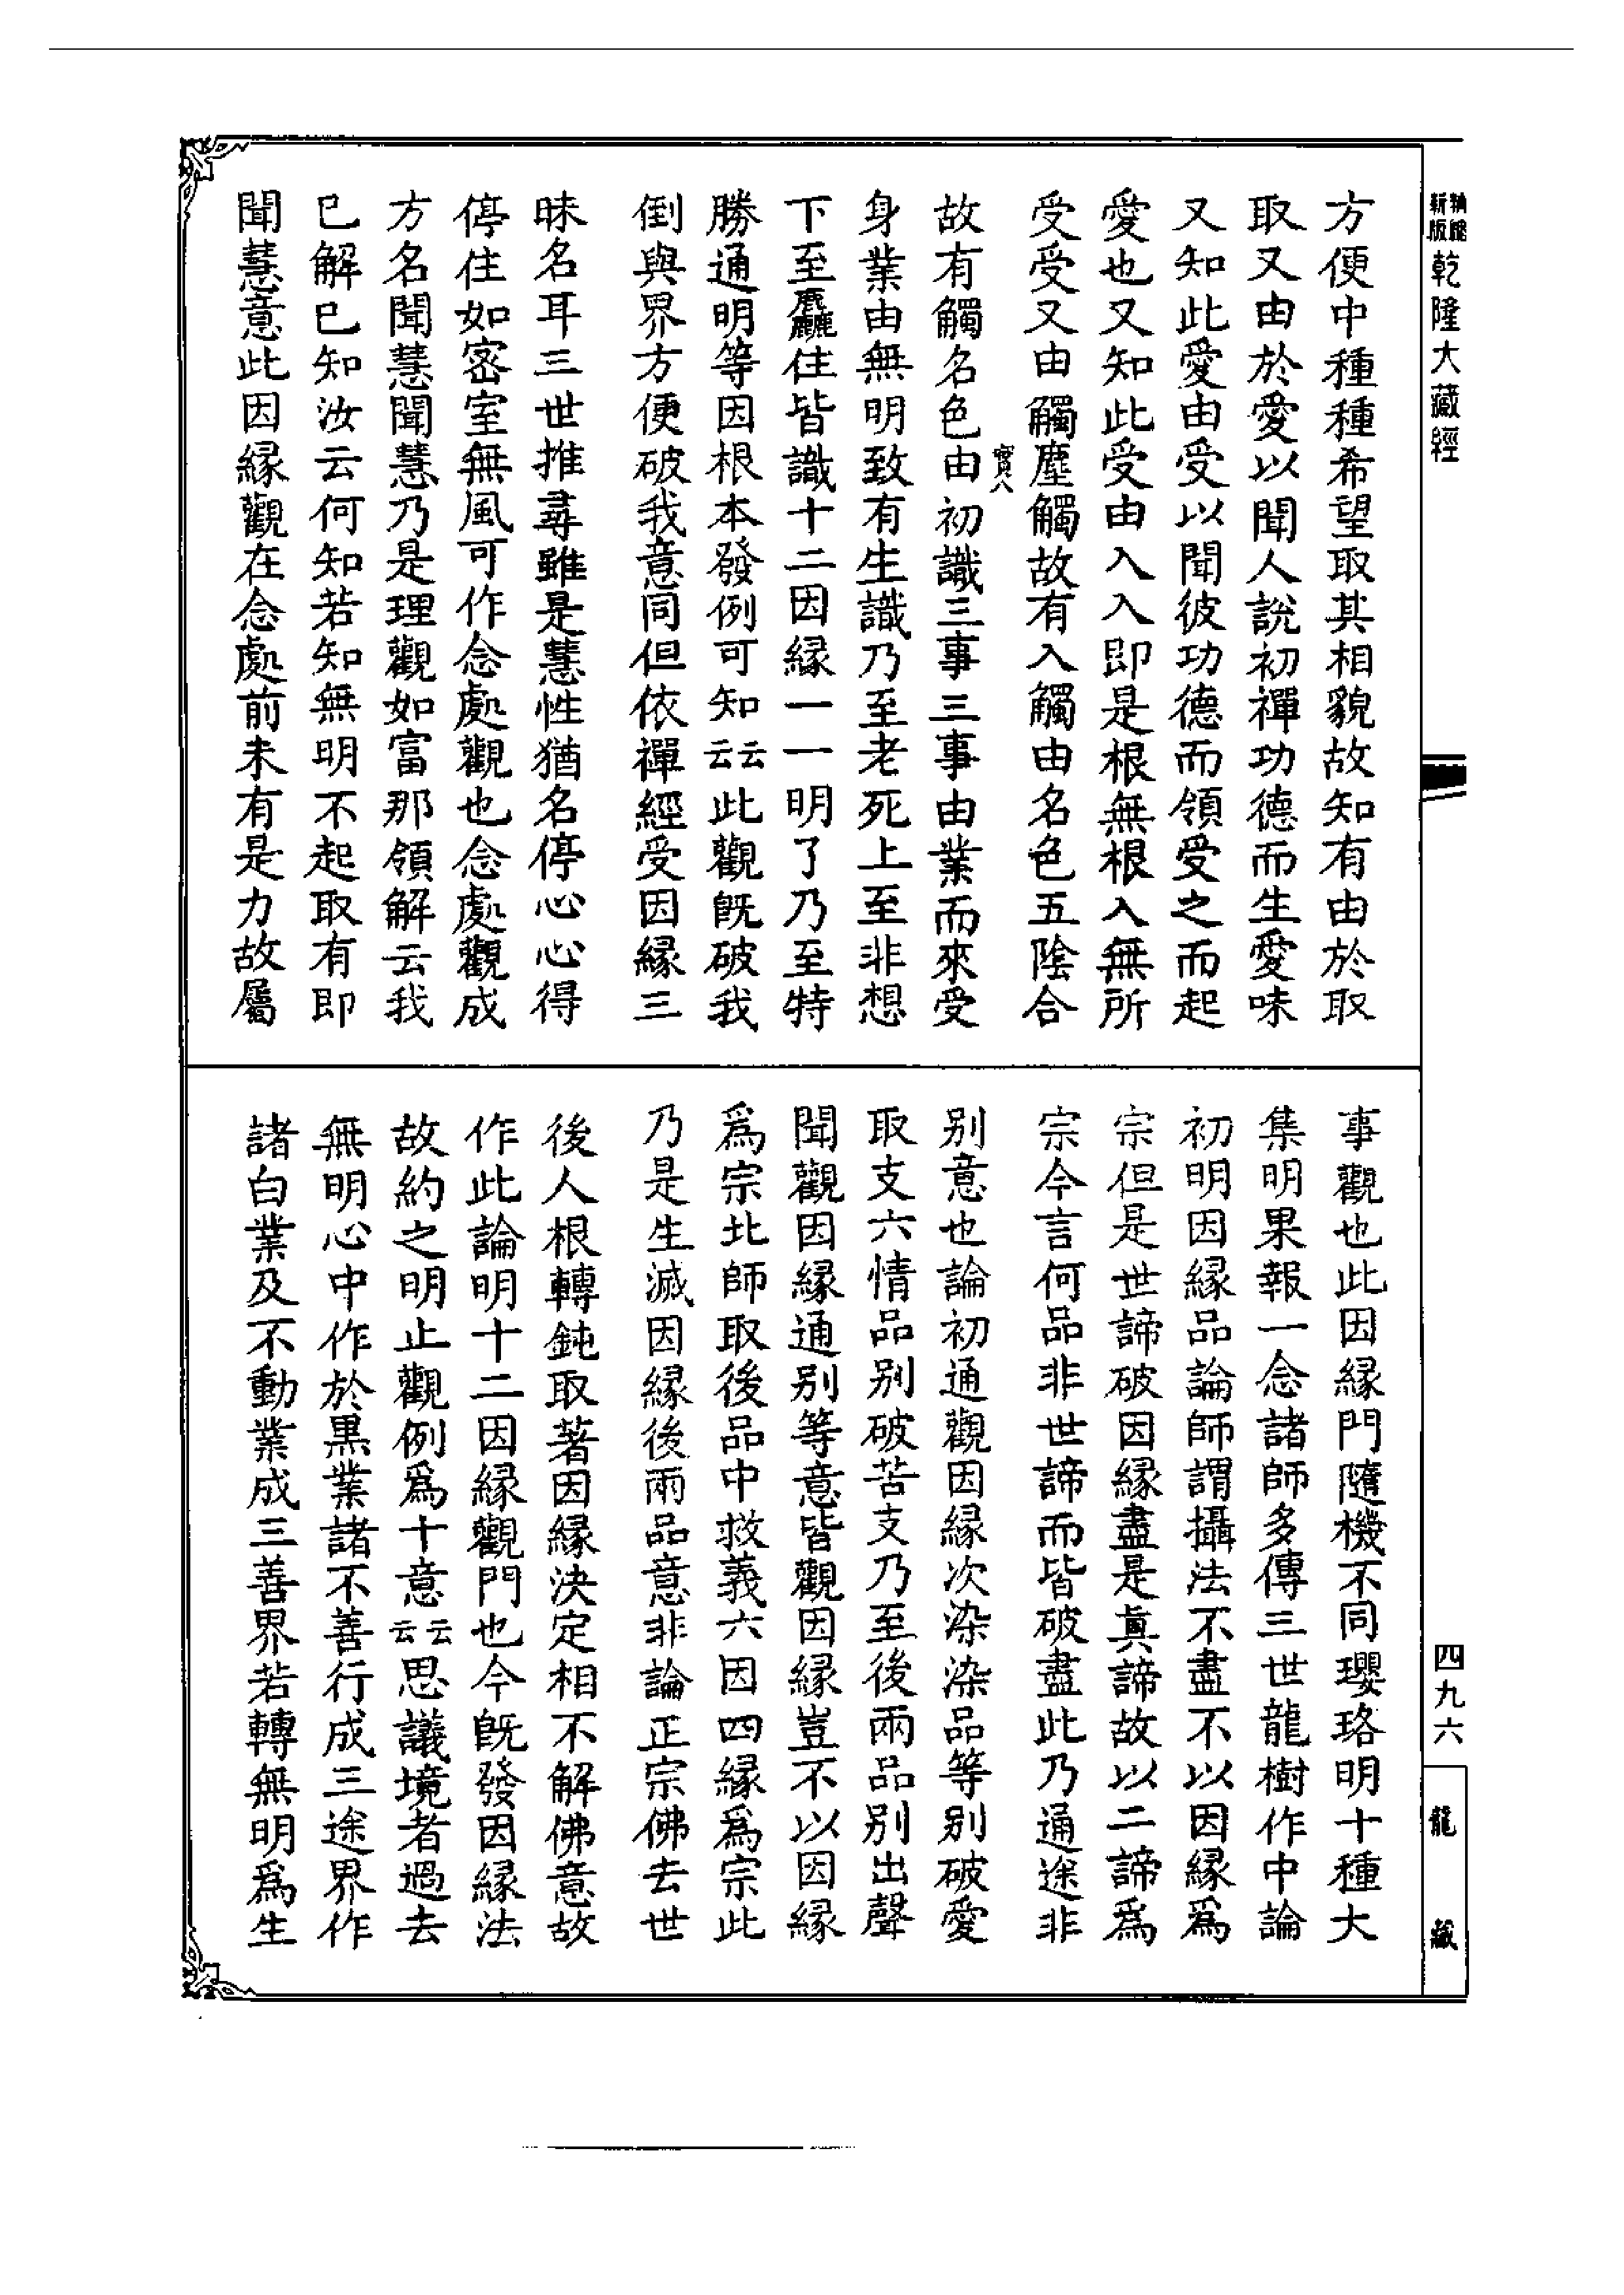 新版精縮乾隆大藏經
方便中種種希望取其相貌故知有由於取
取又由於愛以聞人說初禪功德而生愛味
又知此愛由受以聞彼功德而領受之而起
愛也又知此受由入入即是根無根入無所
受受又由觸塵觸故有入觸由名色五陰合
故有觸名色由初識三事三事由業而來受
身業由無明致有生識乃至老死上至非想
下至麤住皆識十二因緣一一明了乃至特
勝通明等因根本發例可知云云此觀旣破我
倒與界方便破我意同但依禪經受因緣三
昧名耳三世推尋雖是慧性猶名停心心得
停住如密室無風可作念處觀也念處觀成
方名聞慧聞慧乃是理觀如富那領解云我
已解已知汝云何知若知無明不起取有即
聞慧意此因緣觀在念處前未有是力故屬
事觀也此因緣門隨機不同瓔珞明十種大
集明果報一念諸師多傳三世龍樹作中論
初明因緣品論師謂攝法不盡不以因緣爲
宗但是世諦破因緣盡是眞諦故以二諦爲
宗今言何品非世諦而皆破盡此乃通途非
別意也論初通觀因緣次染染品等別破愛
取支六情品別破苦支乃至後兩品別出聲
聞觀因緣通別等意皆觀因緣豈不以因緣
爲宗北師取後品中救義六因四緣爲宗此
乃是生滅因緣後兩品意非論正宗佛去世
後人根轉鈍取著因緣決定相不解佛意故
作此論明十二因緣觀門也今旣發因緣法
故約之明止觀例爲十意云云思議境者過去
無明心中作於黑業諸不善行成三途界作
諸白業及不動業成三善界若轉無明爲生
四九六
龍藏